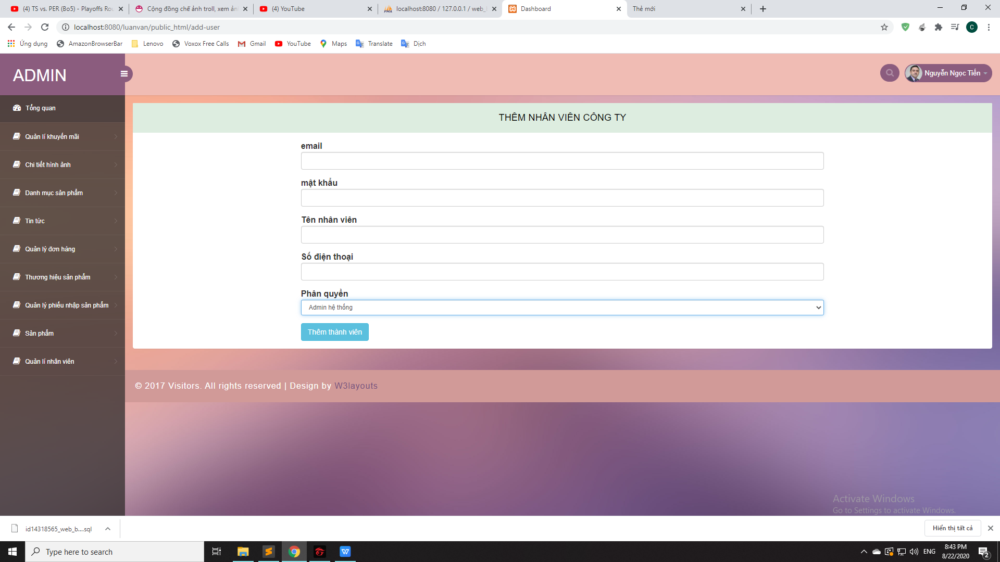 (4) TS vs. PER (Bo5) - Playoffs Rou
Cộng đồng chế ảnh troll, xem ản
(4) YouTube
localhost:8080 / 127.0.0.1 / web_
Dashboard
Thẻ mới
localhost:8080/luanvan/public_html/add-user
C
Ứng dụng
AmazonBrowserBar
Lenovo
Voxox Free Calls
Gmail
YouTube
Maps
Translate
Dịch
ADMIN
Nguyễn Ngọc Tiến
Tổng quan
Quản lí khuyến mãi
Chi tiết hình ảnh
Danh mục sản phẩm
Tin tức
Quản lý đơn hàng
Thương hiệu sản phẩm
Quản lý phiếu nhập sản phẩm
Sản phẩm
Quản lí nhân viên
THÊM NHÂN VIÊN CÔNG TY
email
mật khẩu
Tên nhân viên
Số điện thoại
Phân quyền
Admin hệ thống
Thêm thành viên
© 2017 Visitors. All rights reserved | Design by W3layouts
Activate Windows
Go to Settings to activate Windows.
id14318565_web_b....sql
Hiển thị tất cả
Type here to search
ENG
8:43 PM
8/22/2020
2